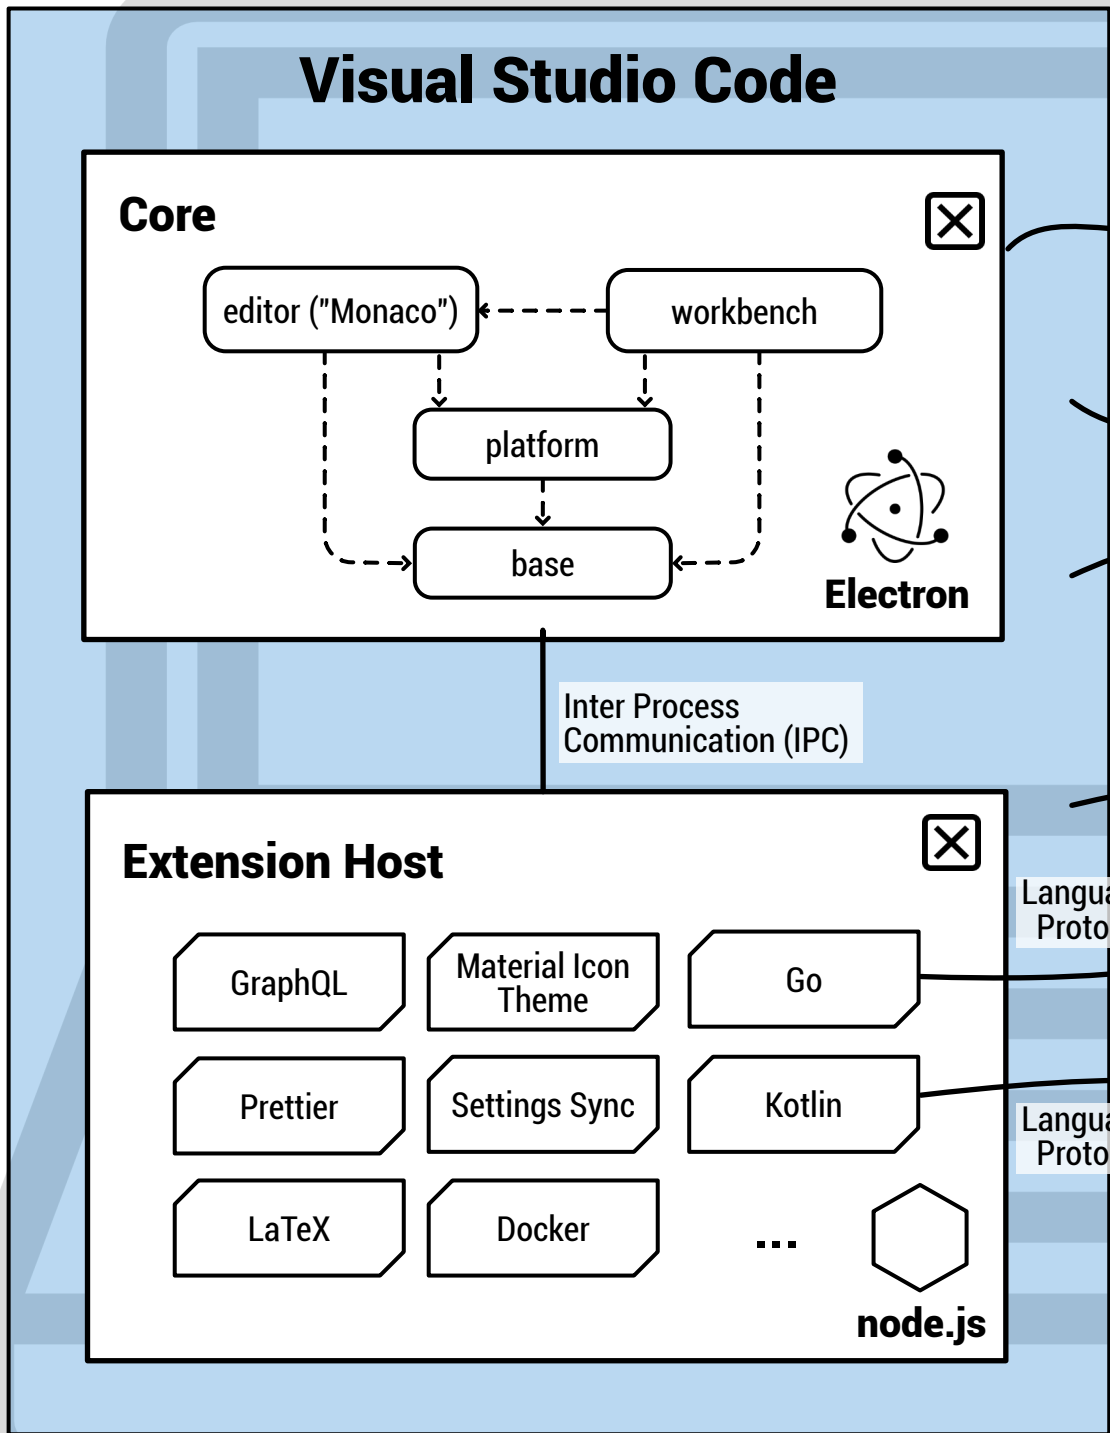 Visual Studio Code
Core
editor ("Monaco")
workbench
platform
base
Electron
Inter Process
Communication (IPC)
Extension Host
GraphQL
Material Icon
Theme
Go
Prettier
Settings Sync
Kotlin
LaTeX
Docker
...
node.js